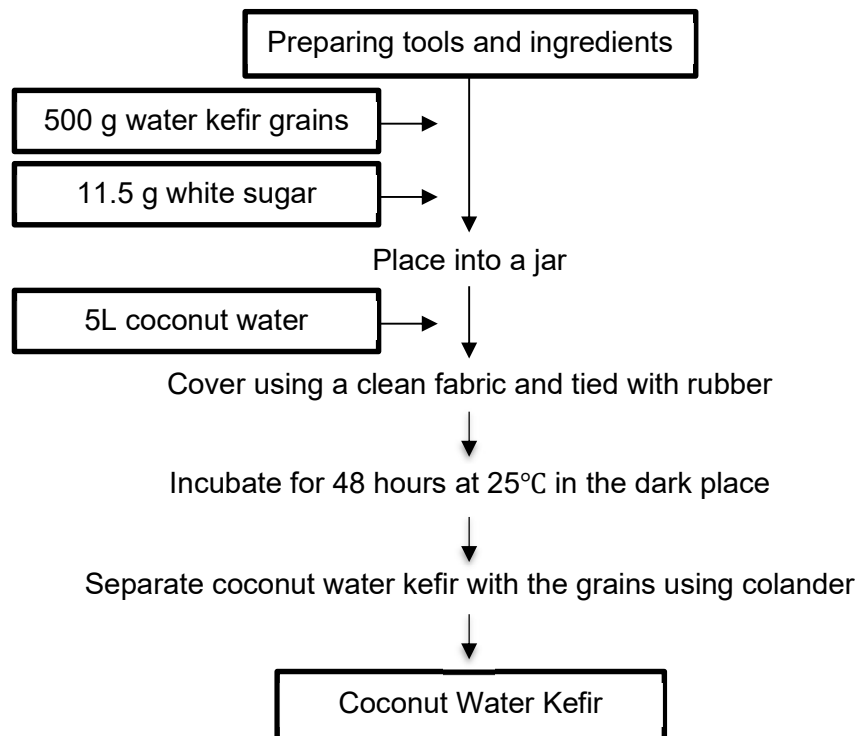 Preparing tools and ingredients
500 g water kefir grains
11.5 g white sugar
Place into a jar
5L coconut water
Cover using a clean fabric and tied with rubber
Incubate for 48 hours at 25℃ in the dark place
Separate coconut water kefir with the grains using colander
Coconut Water Kefir